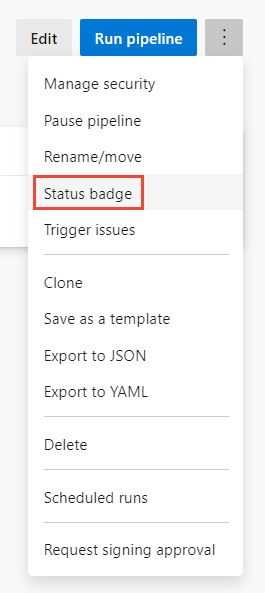 Edit Run pipeline
Manage security
Pause pipeline
Rename/move
Status badge
Trigger issues
Clone
Save as a template
Export to JSON
Export to YAML
Delete
Scheduled runs
Request signing approval